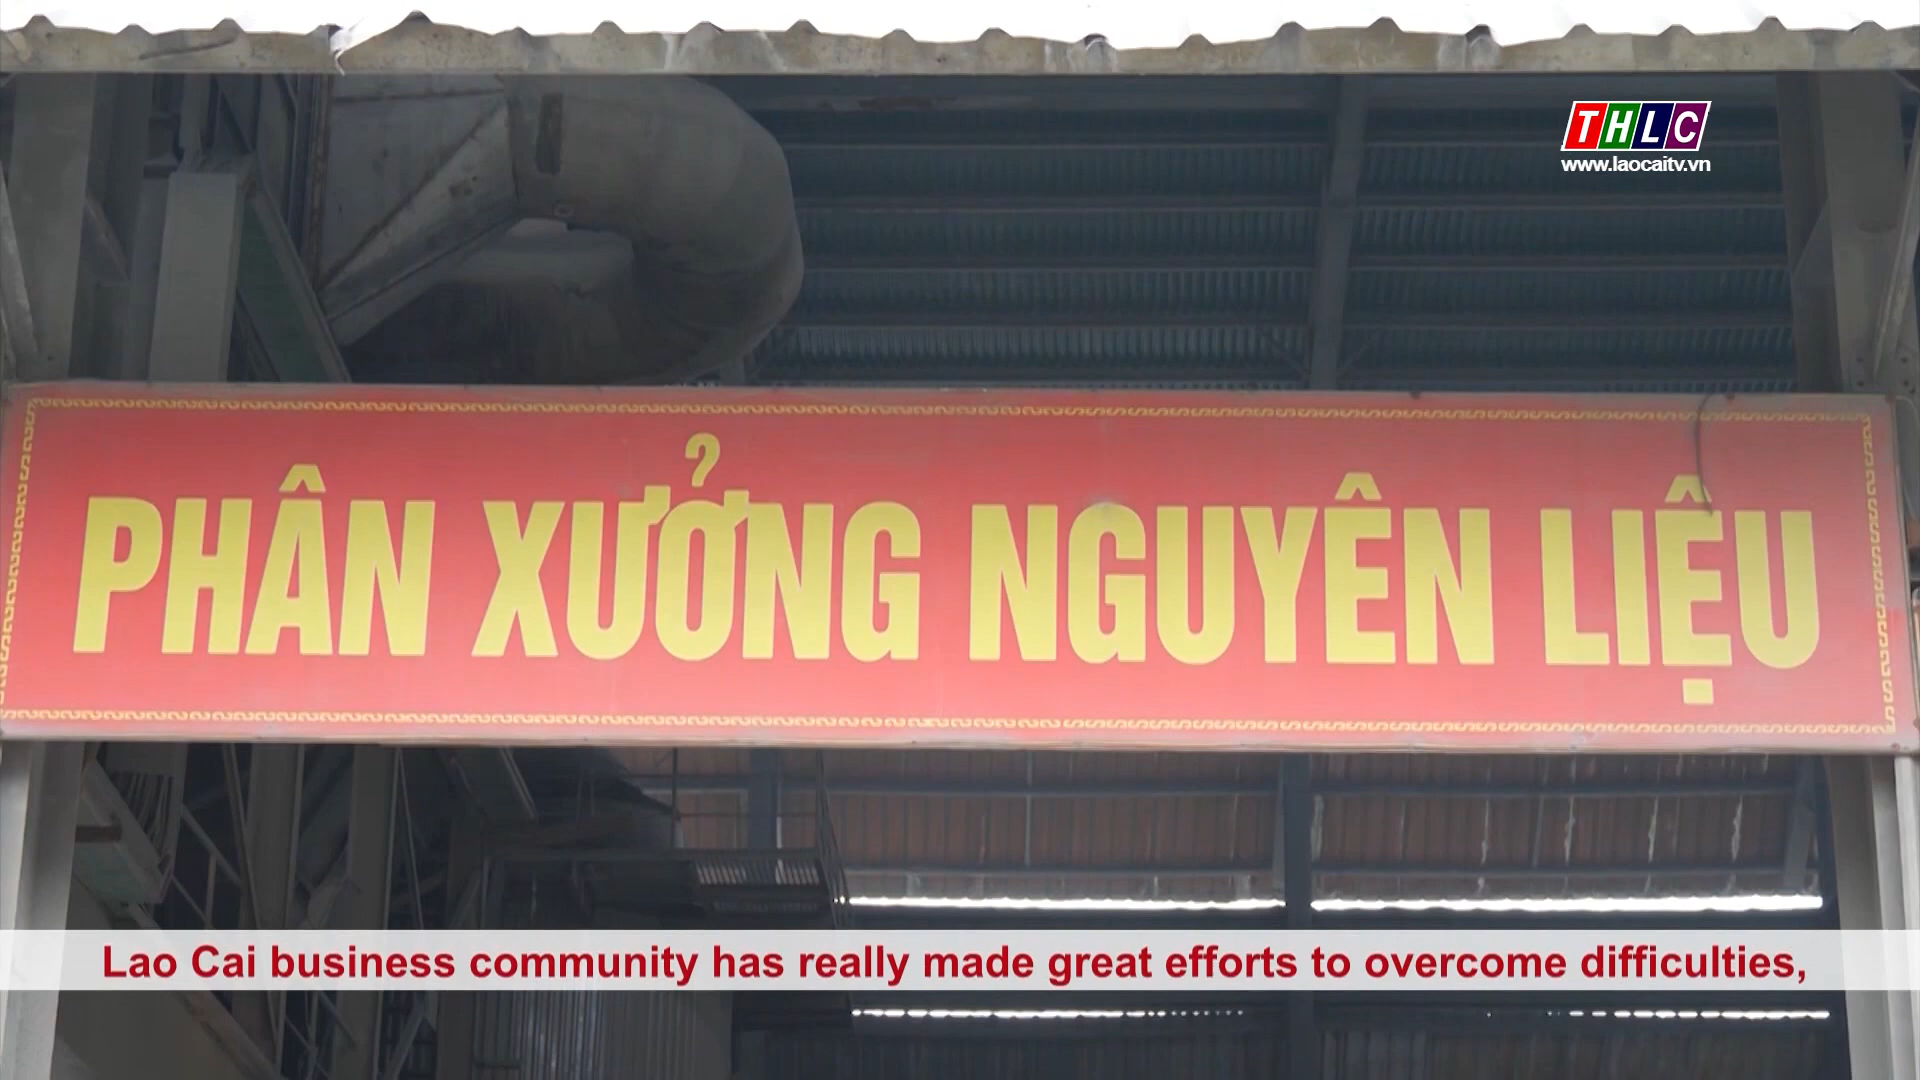 THLC
www.laocaitv.vn
PHÂN XƯỞNG NGUYÊN LIỆU
Lao Cai business community has really made great efforts to overcome difficulties,